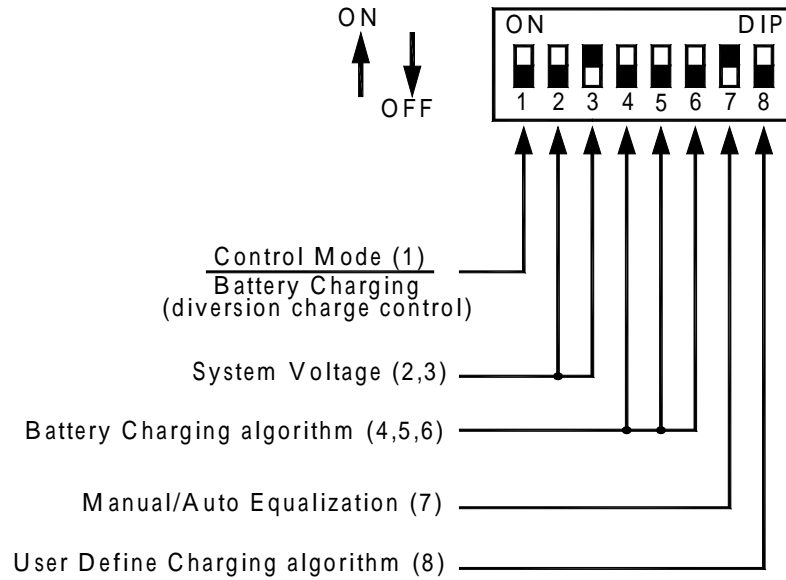 ON
OFF
ON DIP
1 2 3 4 5 6 7 8
Control Mode (1)
Battery Charging
(diversion charge control)
System Voltage (2,3)
Battery Charging algorithm (4,5,6)
Manual/Auto Equalization (7)
User Define Charging algorithm (8)